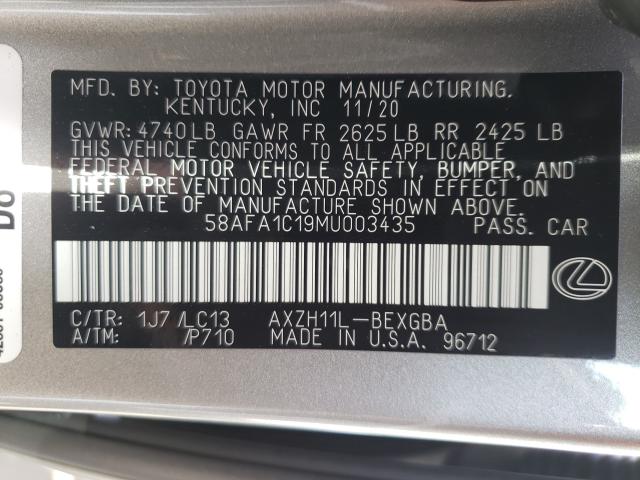 MFD. BY: TOYOTA MOTOR MANUFACTURING.
KENTUCKY, INC 11/20
GVWR: 4740LB GAWR FR 2625LB RR 2425 LB
THIS VEHICLE CONFORMS TO ALL APPLICABLE
FEDERAL MOTOR VEHICLE SAFETY, BUMPER, AND
THEFT PREVENTION STANDARDS IN EFFECT ON
THE DATE OF MANUFACTURE SHOWN ABOVE.
58AFA1C19MU003435 PASS. CAR
C/TR: 1J7 /LC13 AXZH11L-BEXGBA
A/TM: /P710 MADE IN U.S.A. 96712